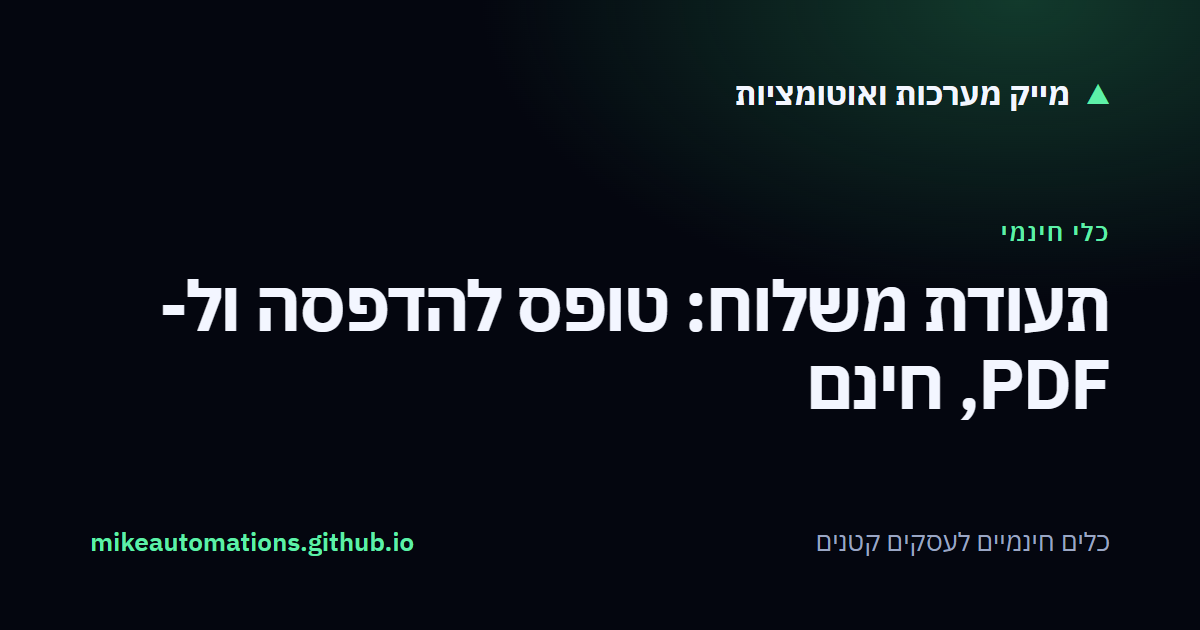 ▲ מייק מערכות ואוטומציות
כלי חינמי
תעודת משלוח: טופס להדפסה ול-
PDF, חינם
כלים חינמיים לעסקים קטנים
mikeautomations.github.io